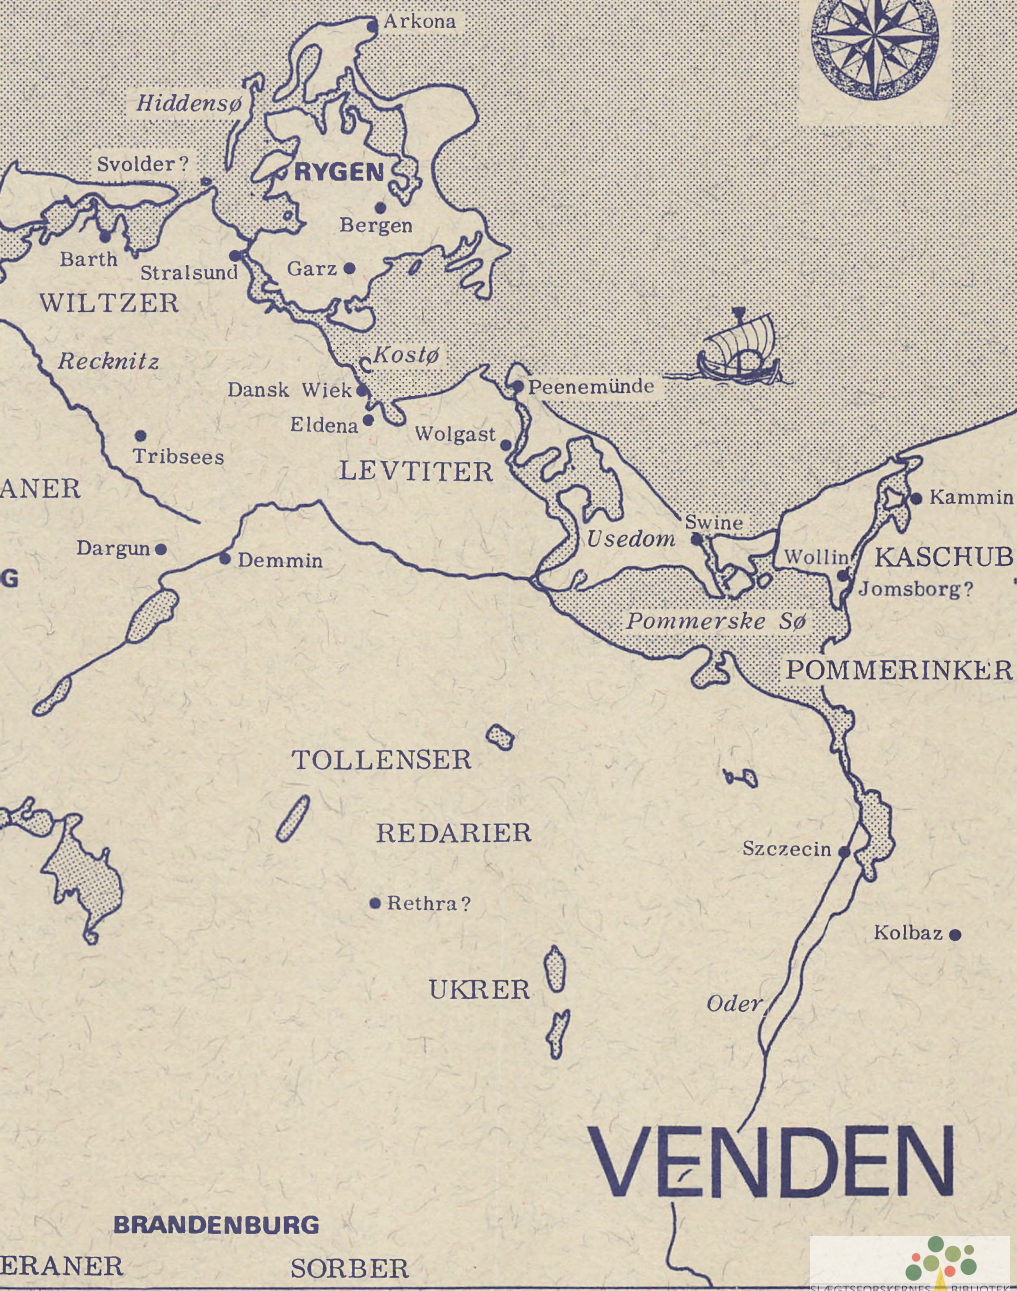 Arkona
Hiddensø
Svolder?
RYGEN
Bergen
Barth
Stralsund
Garz
WILTZER
Recknitz
Kostø
Dansk Wiek
Peenemünde
Eldena
Wolgast
Tribsees
LEVTITER
ANER
Kammin
Swine
Usedom
Dargun
Demmin
Wollin
KASCHUB
G
Jomsborg?
Pommerske Sø
POMMERINKER
TOLLENSER
REDARIER
Szczecin
Rethra?
Kolbaz
UKRER
Oder
VENDEN
BRANDENBURG
ERANER
SORBER
SLÆGTSFORSKERNES BIBLIOTEK